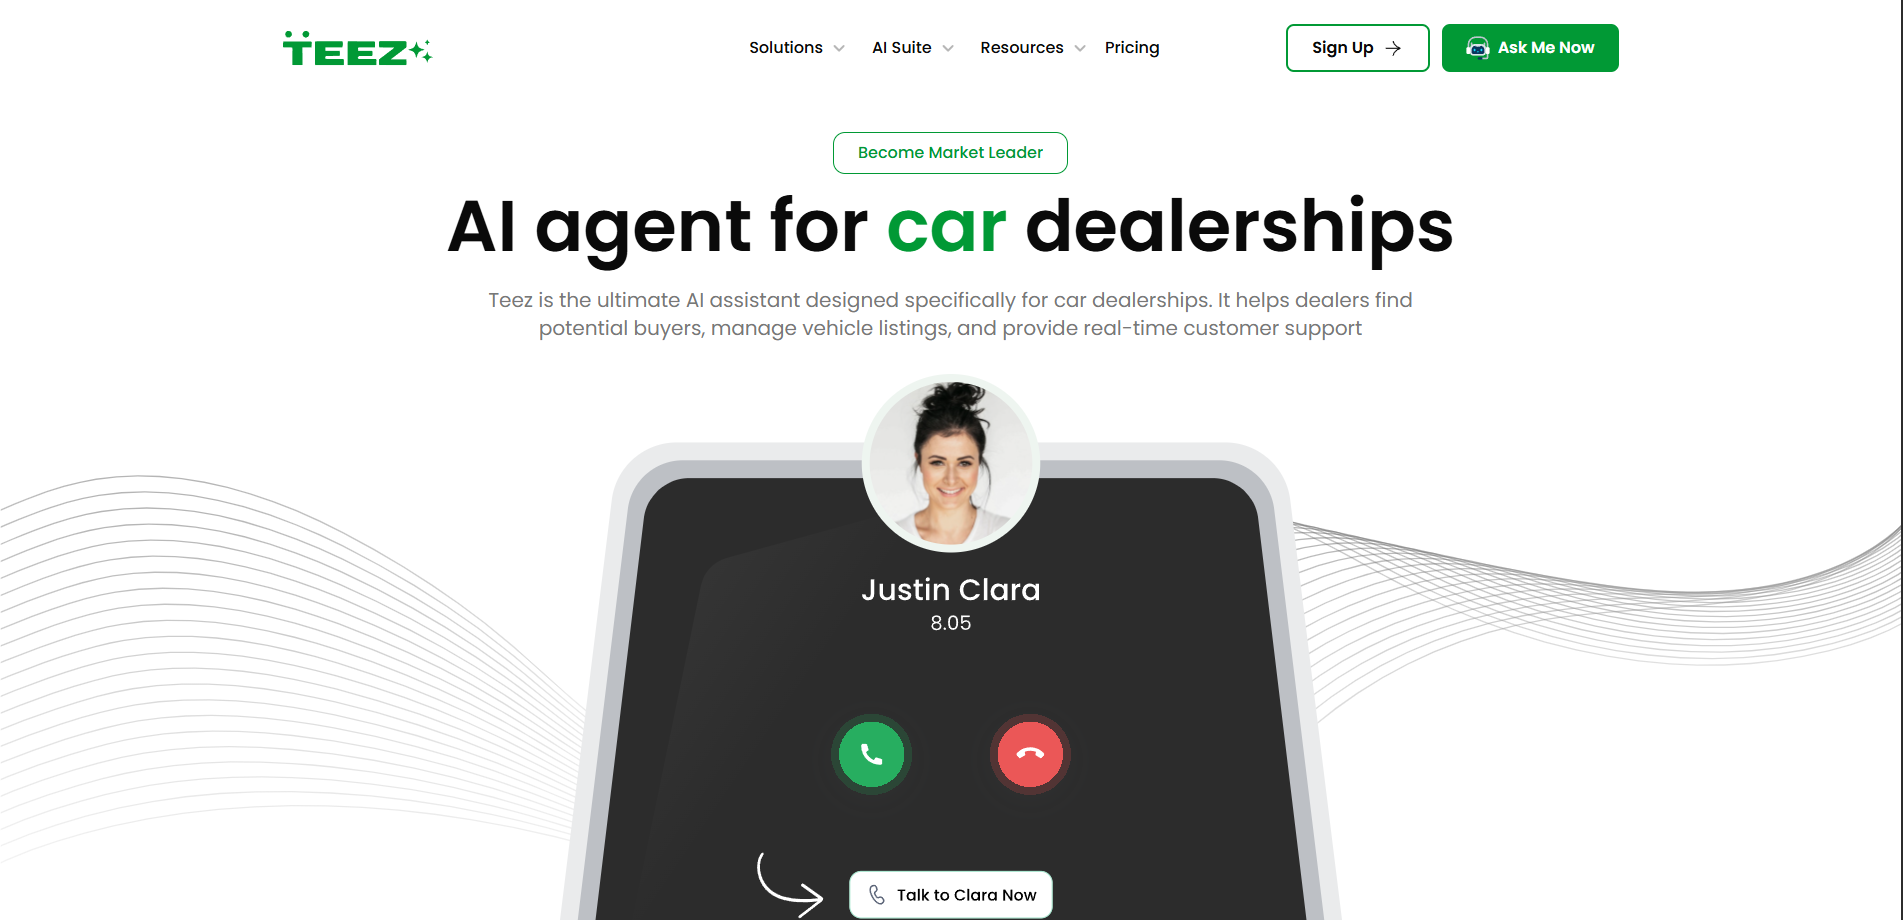 TEEZ
Solutions
AI Suite
Resources
Pricing
Sign Up
Ask Me Now
Become Market Leader
AI agent for car dealerships
Teez is the ultimate AI assistant designed specifically for car dealerships. It helps dealers find
potential buyers, manage vehicle listings, and provide real-time customer support
Justin Clara
8.05
Talk to Clara Now